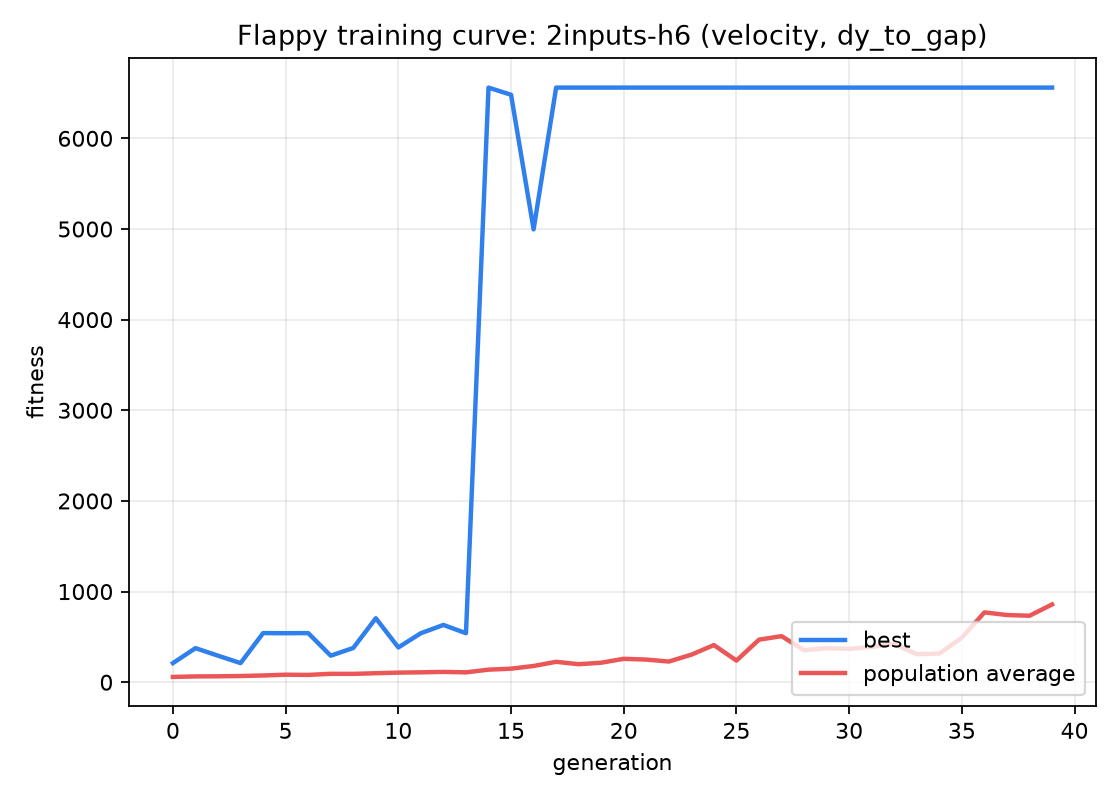 Flappy training curve: 2inputs-h6 (velocity, dy_to_gap)
fitness
6000
5000
4000
3000
2000
1000
0
best
population average
0 5 10 15 20 25 30 35 40
generation